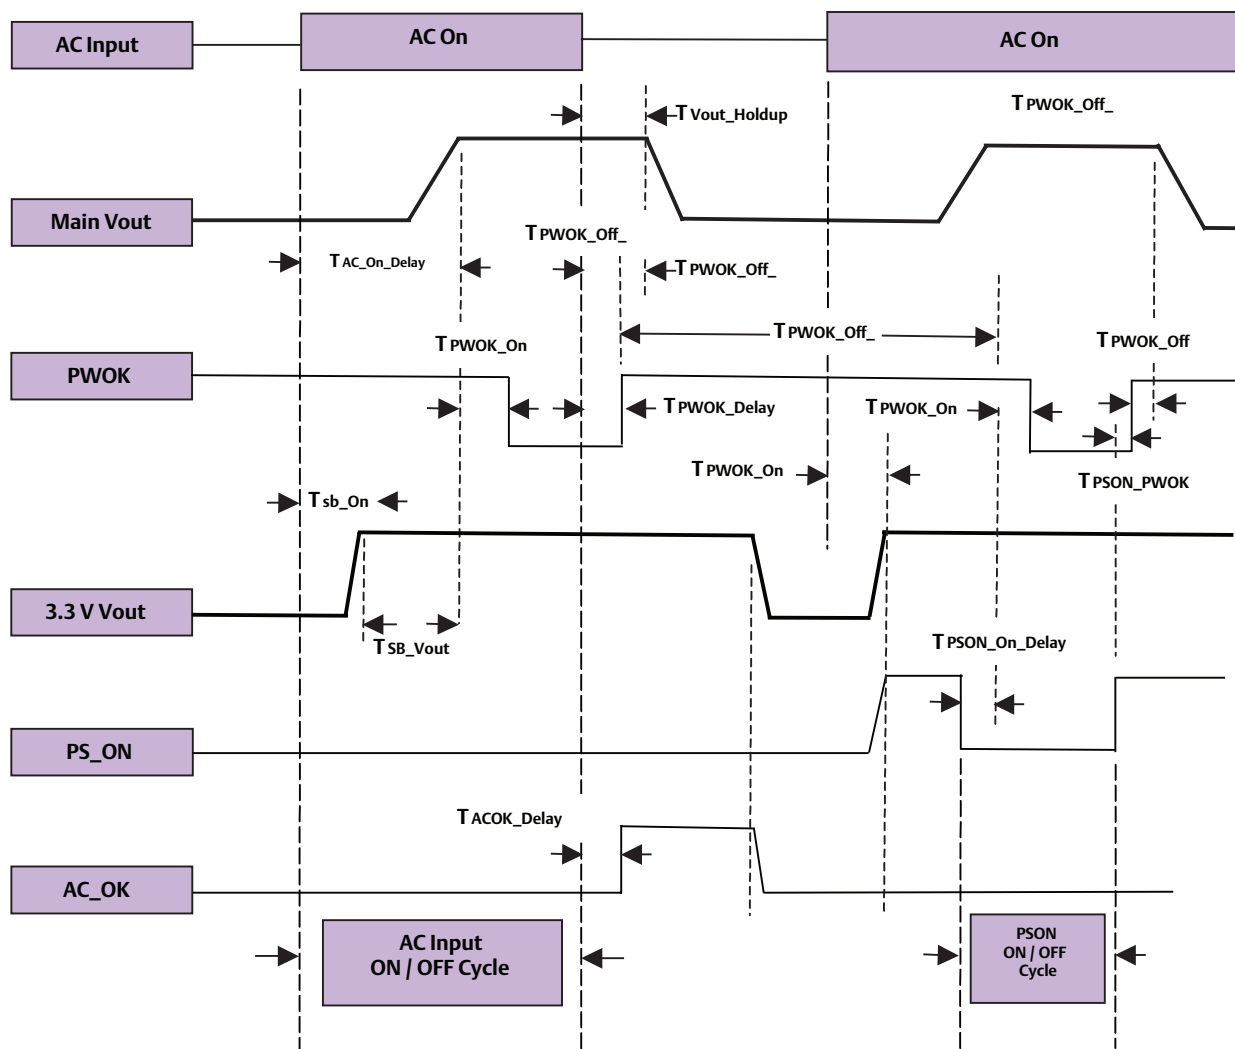 AC Input
AC On
AC On
T Vout_Holdup
T PWOK_Off_
Main Vout
T PWOK_Off_
T AC_On_Delay
T PWOK_Off_
T PWOK_On
T PWOK_Off_
T PWOK_Off
PWOK
T PWOK_Delay
T PWOK_On
T PWOK_On
T PSON_PWOK
T sb_On
3.3 V Vout
T SB_Vout
T PSON_On_Delay
PS_ON
T ACOK_Delay
AC_OK
AC Input
ON / OFF Cycle
PSON
ON / OFF
Cycle